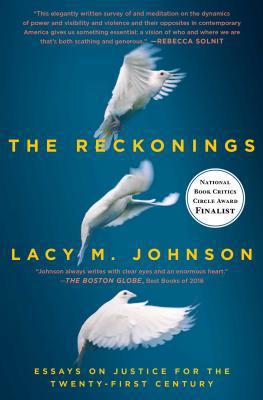 "This elegantly written survey of and meditation on the dynamics
of power and visibility and violence and their opposites in contemporary
America gives us something essential: a vision of who and where we are
that's both scathing and generous." —REBECCA SOLNIT
THE RECKONINGS
NATIONAL
BOOK CRITICS
CIRCLE AWARD
FINALIST
LACY M. JOHNSON
"Johnson always writes with clear eyes and an enormous heart."
—THE BOSTON GLOBE, Best Books of 2018
ESSAYS ON JUSTICE FOR THE
TWENTY-FIRST CENTURY